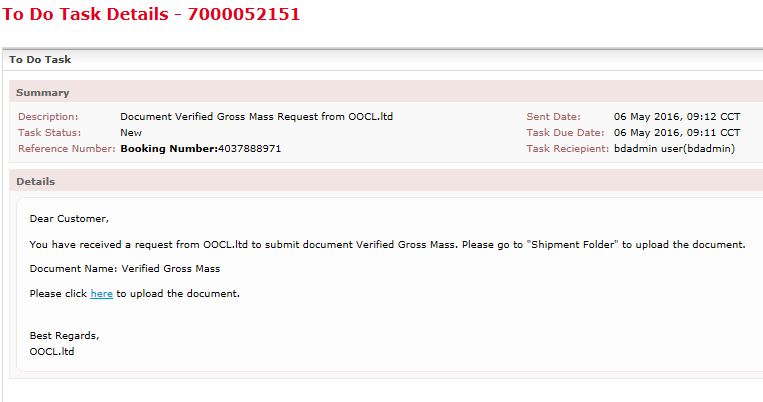 To Do Task Details - 7000052151
To Do Task
Summary
Description: Document Verified Gross Mass Request from OOCL.ltd Sent Date: 06 May 2016, 09:12 CCT
Task Status: New Task Due Date: 06 May 2016, 09:11 CCT
Reference Number: Booking Number:4037888971 Task Reciepient: bdadmin user(bdadmin)
Details
Dear Customer,
You have received a request from OOCL.ltd to submit document Verified Gross Mass. Please go to "Shipment Folder" to upload the document.
Document Name: Verified Gross Mass
Please click here to upload the document.
Best Regards,
OOCL.ltd